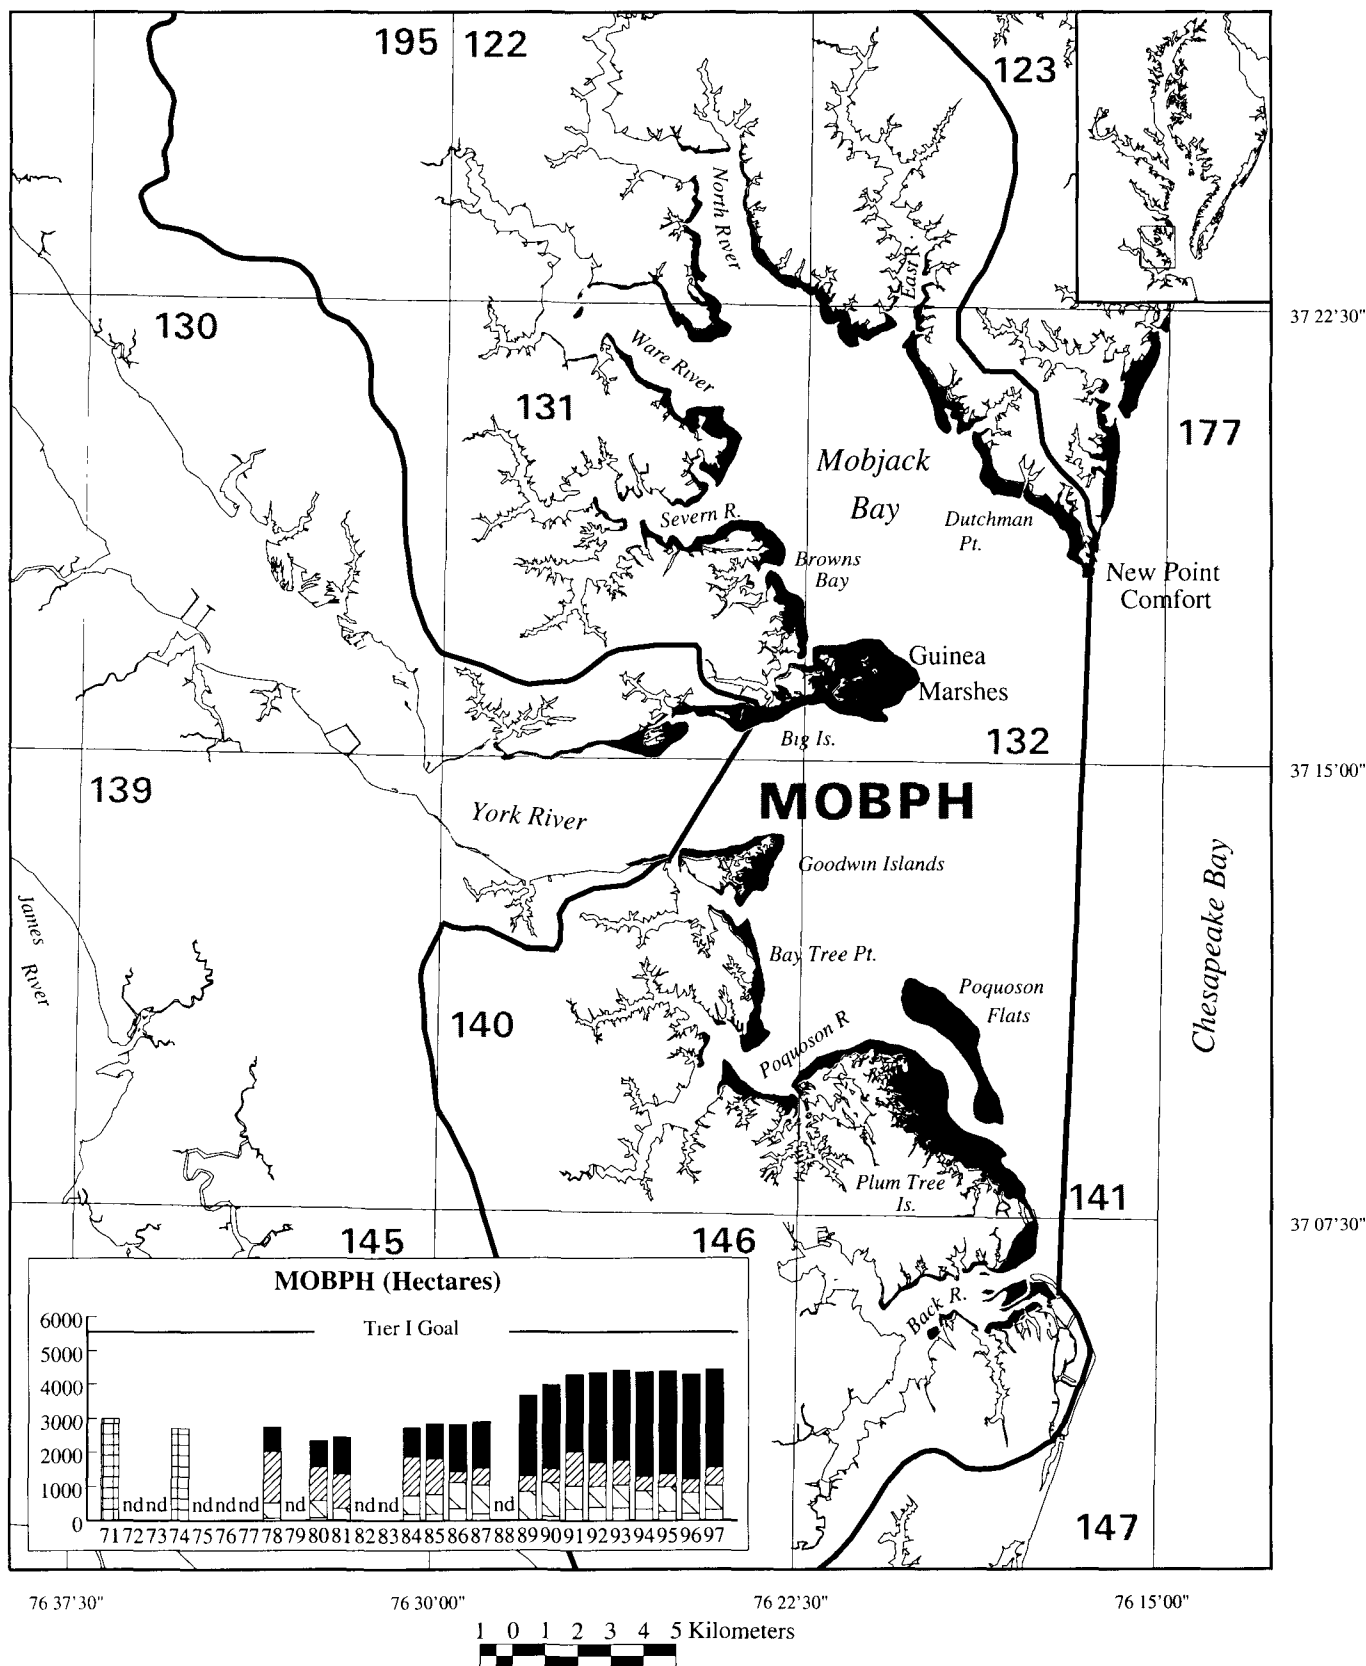 195
122
123
North River
East R.
130
37 22'30"
Ware River
131
177
Mobjack
Bay
Severn R.
Dutchman
Pt.
Browns
Bay
New Point
Comfort
Guinea
Marshes
Big Is.
132
37 15'00"
139
MOBPH
York River
Goodwin Islands
Chesapeake Bay
James
River
Bay Tree Pt.
Poquoson
Flats
140
Poquoson R
Plum Tree
Is.
141
37 07'30"
145
146
Back R.
MOBPH (Hectares)
6000
Tier I Goal
5000
4000
3000
2000
1000
0
nd nd nd nd nd nd nd nd nd
71 72 73 74 75 76 77 78 79 80 81 82 83 84 85 86 87 88 89 90 91 92 93 94 95 96 97
147
76 37'30" 76 30'00" 76 22'30" 76 15'00"
1 0 1 2 3 4 5 Kilometers